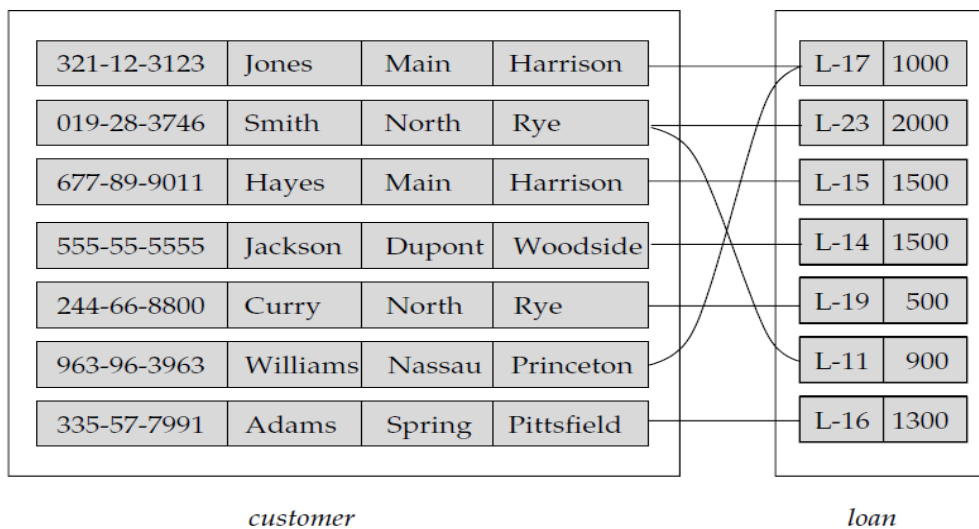 321-12-3123 Jones Main Harrison L-17 1000
019-28-3746 Smith North Rye L-23 2000
677-89-9011 Hayes Main Harrison L-15 1500
555-55-5555 Jackson Dupont Woodside L-14 1500
244-66-8800 Curry North Rye L-19 500
963-96-3963 Williams Nassau Princeton L-11 900
335-57-7991 Adams Spring Pittsfield L-16 1300
customer loan